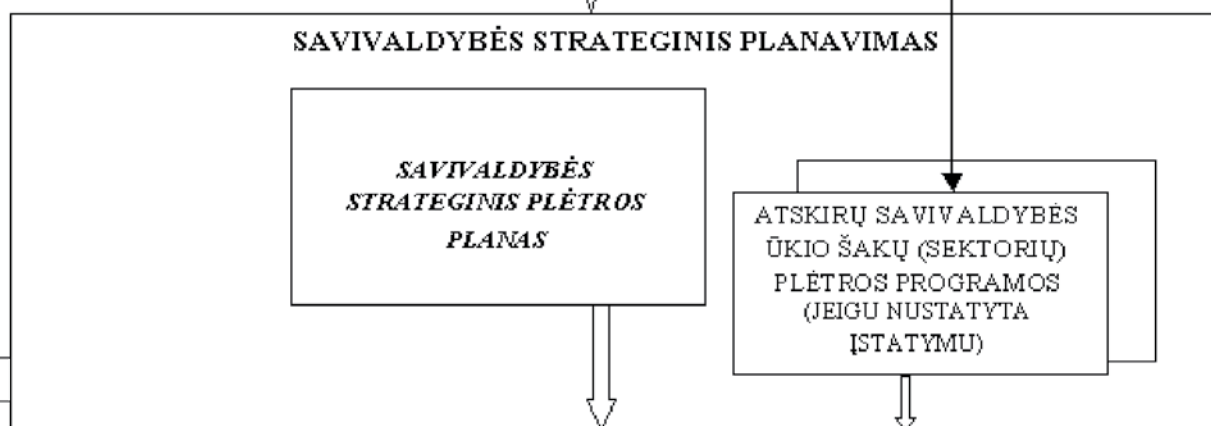 SAVIVALDYBĖS STRATEGINIS PLANAVIMAS
SAVIVALDYBĖS
STRATEGINIS PLĖTROS
PLANAS
ATSKIRŲ SAVIVALDYBĖS
ŪKIO ŠAKŲ (SEKTORIŲ)
PLĖTROS PROGRAMOS
(JEIGU NUSTATYTA
ĮSTATYMU)